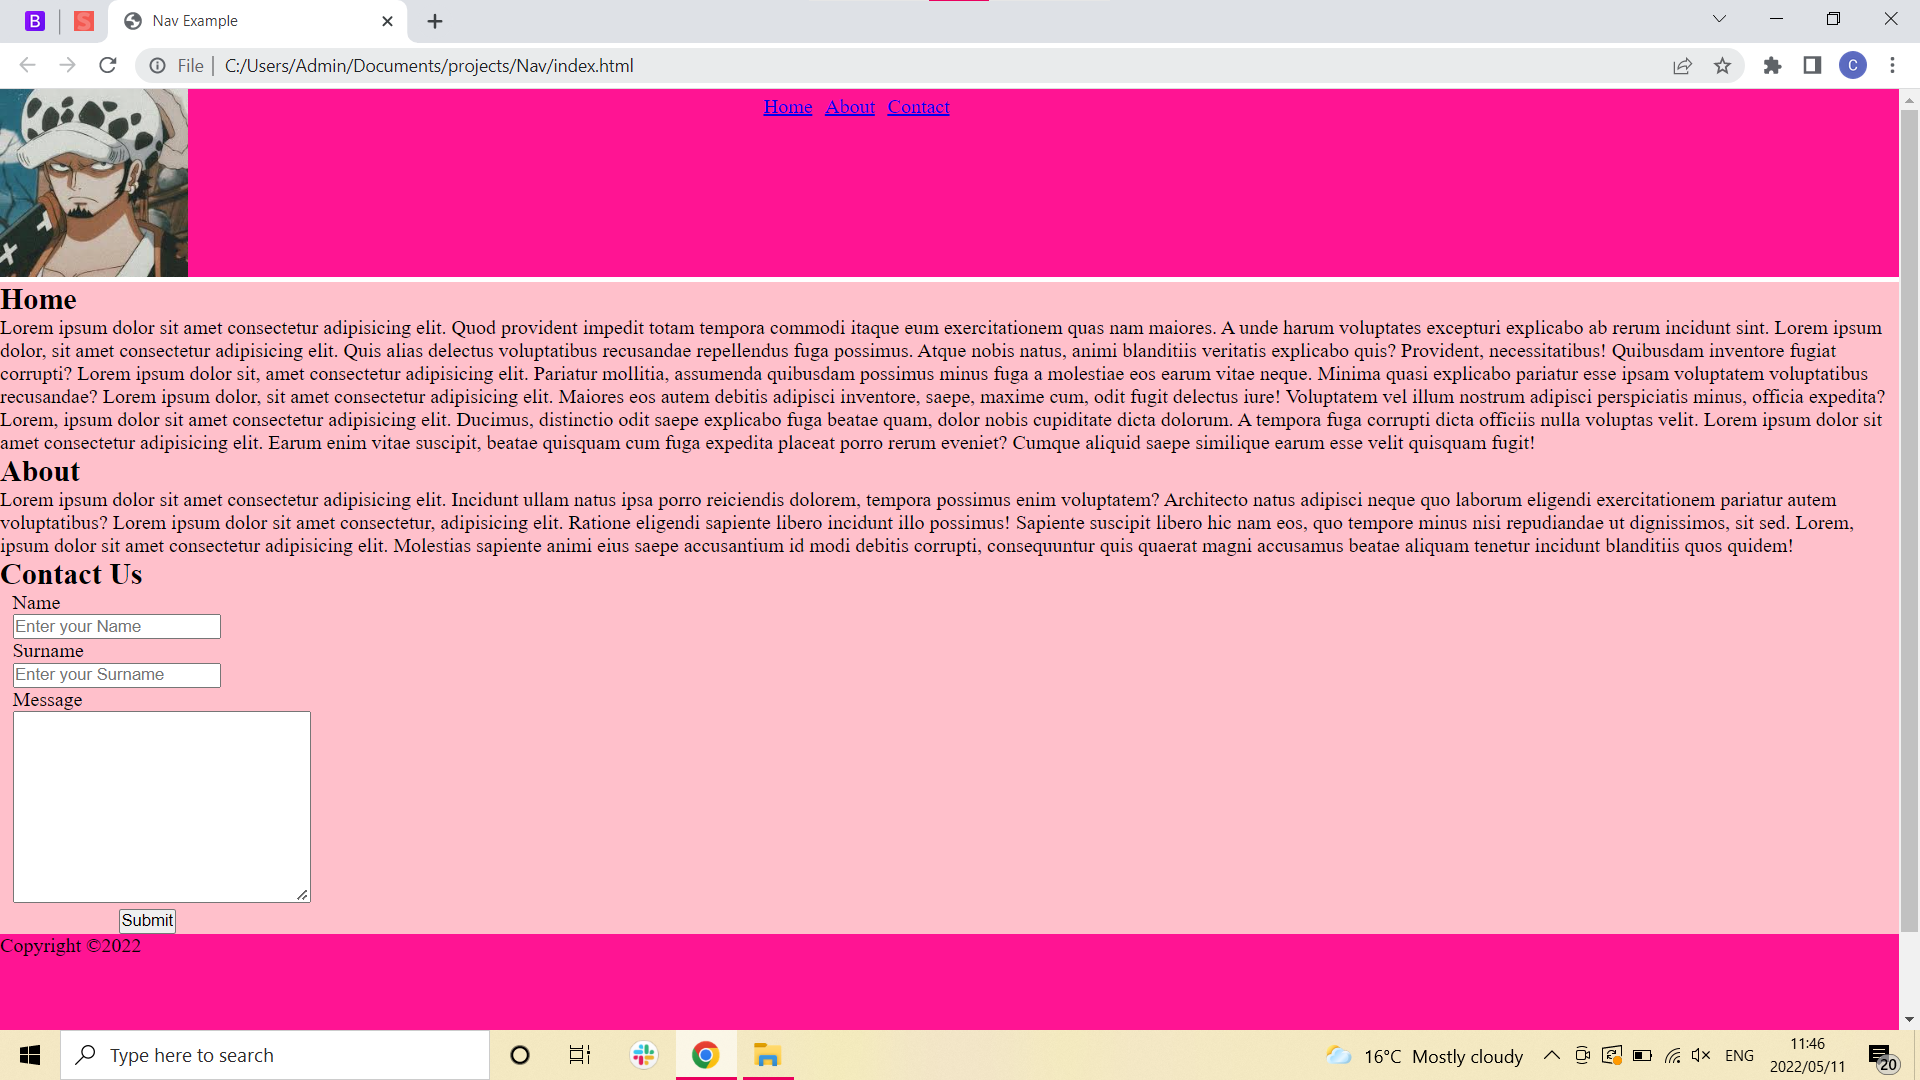 B
S
Nav Example
File
C:/Users/Admin/Documents/projects/Nav/index.html
C
Home About Contact
Home
Lorem ipsum dolor sit amet consectetur adipisicing elit. Quod provident impedit totam tempora commodi itaque eum exercitationem quas nam maiores. A unde harum voluptates excepturi explicabo ab rerum incidunt sint. Lorem ipsum
dolor, sit amet consectetur adipisicing elit. Quis alias delectus voluptatibus recusandae repellendus fuga possimus. Atque nobis natus, animi blanditiis veritatis explicabo quis? Provident, necessitatibus! Quibusdam inventore fugiat
corrupti? Lorem ipsum dolor sit, amet consectetur adipisicing elit. Pariatur mollitia, assumenda quibusdam possimus minus fuga a molestiae eos earum vitae neque. Minima quasi explicabo pariatur esse ipsam voluptatem voluptatibus
recusandae? Lorem ipsum dolor, sit amet consectetur adipisicing elit. Maiores eos autem debitis adipisci inventore, saepe, maxime cum, odit fugit delectus iure! Voluptatem vel illum nostrum adipisci perspiciatis minus, officia expedita?
Lorem, ipsum dolor sit amet consectetur adipisicing elit. Ducimus, distinctio odit saepe explicabo fuga beatae quam, dolor nobis cupiditate dicta dolorum. A tempora fuga corrupti dicta officiis nulla voluptas velit. Lorem ipsum dolor sit
amet consectetur adipisicing elit. Earum enim vitae suscipit, beatae quisquam cum fuga expedita placeat porro rerum eveniet? Cumque aliquid saepe similique earum esse velit quisquam fugit!
About
Lorem ipsum dolor sit amet consectetur adipisicing elit. Incidunt ullam natus ipsa porro reiciendis dolorem, tempora possimus enim voluptatem? Architecto natus adipisci neque quo laborum eligendi exercitationem pariatur autem
voluptatibus? Lorem ipsum dolor sit amet consectetur, adipisicing elit. Ratione eligendi sapiente libero incidunt illo possimus! Sapiente suscipit libero hic nam eos, quo tempore minus nisi repudiandae ut dignissimos, sit sed. Lorem,
ipsum dolor sit amet consectetur adipisicing elit. Molestias sapiente animi eius saepe accusantium id modi debitis corrupti, consequuntur quis quaerat magni accusamus beatae aliquam tenetur incidunt blanditiis quos quidem!
Contact Us
Name
Enter your Name
Surname
Enter your Surname
Message
Submit
Copyright ©2022
Type here to search
16°C Mostly cloudy
ENG
11:46
2022/05/11
20